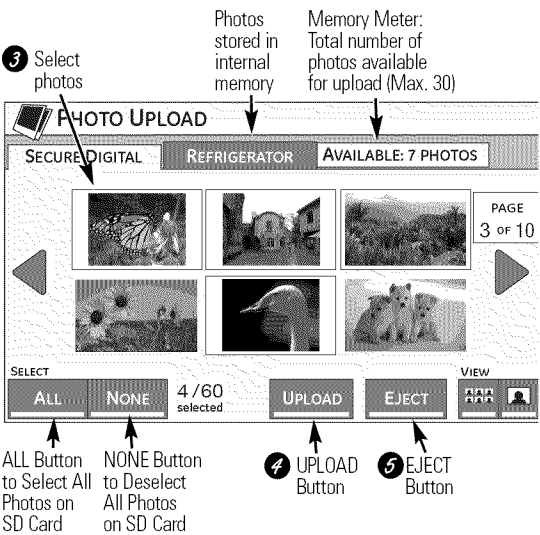 Photos
stored in
internal
memory
Memory Meter:
Total number of
photos available
for upload (Max. 30)
3 Select
photos
PHOTO UPLOAD
SECURE DIGITAL
REFRIGERATOR
AVAILABLE: 7 PHOTOS
PAGE
3 OF 10
SELECT
ALL
NONE
4/60
selected
UPLOAD
EJECT
VIEW
ALL Button
to Select All
Photos on
SD Card
NONE Button
to Deselect
All Photos
on SD Card
4 UPLOAD
Button
5 EJECT
Button